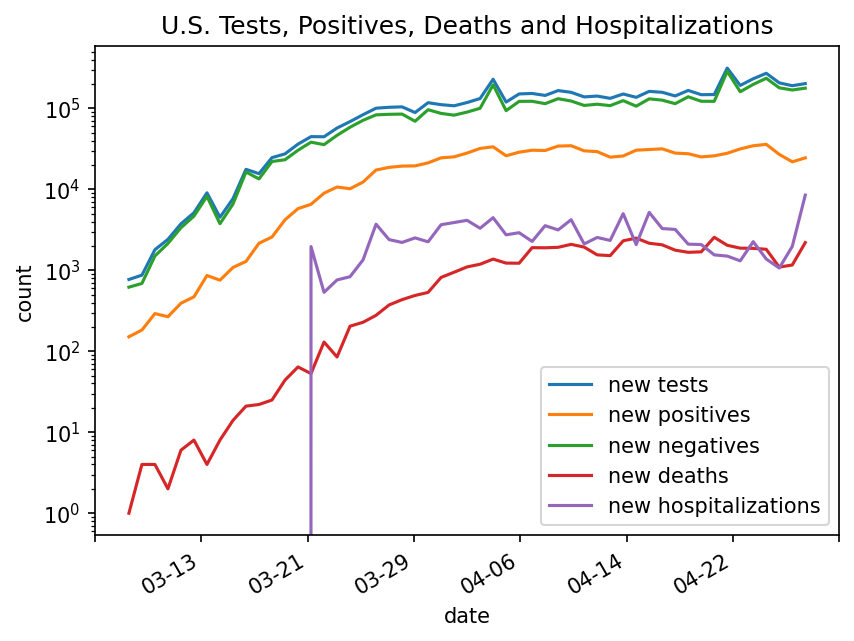 U.S. Tests, Positives, Deaths and Hospitalizations
count
10^5
10^4
10^3
10^2
10^1
10^0
new tests
new positives
new negatives
new deaths
new hospitalizations
03-13
03-21
03-29
04-06
04-14
04-22
date